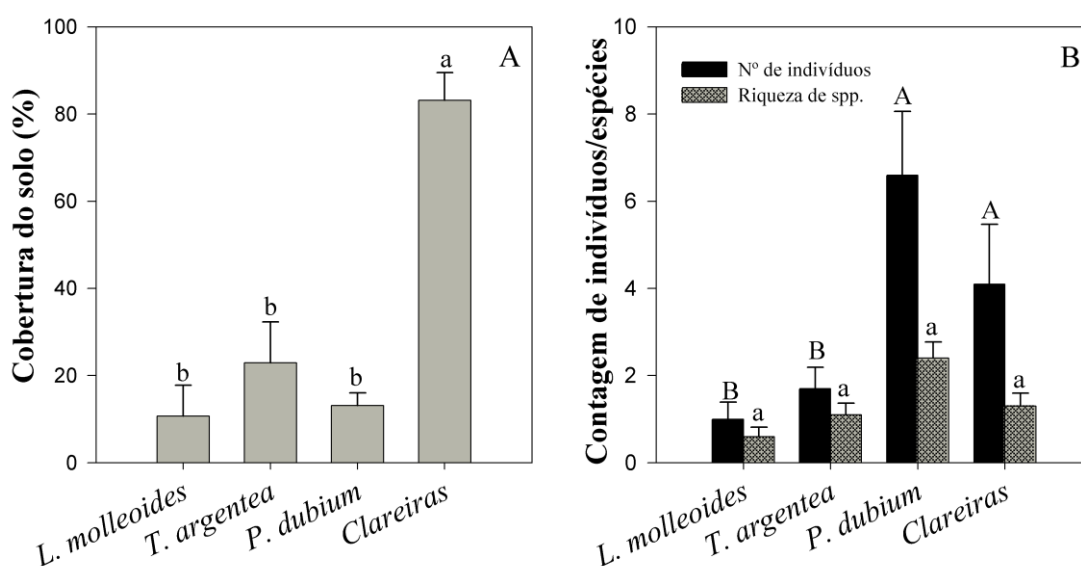 A
Cobertura do solo (%)
100
80
60
40
20
0
b
b
b
a
L. molleoides
T. argentea
P. dubium
Clareiras
B
Nº de indivíduos
Riqueza de spp.
Contagem de indivíduos/espécies
10
8
6
4
2
0
B
a
B
a
A
a
A
a
L. molleoides
T. argentea
P. dubium
Clareiras